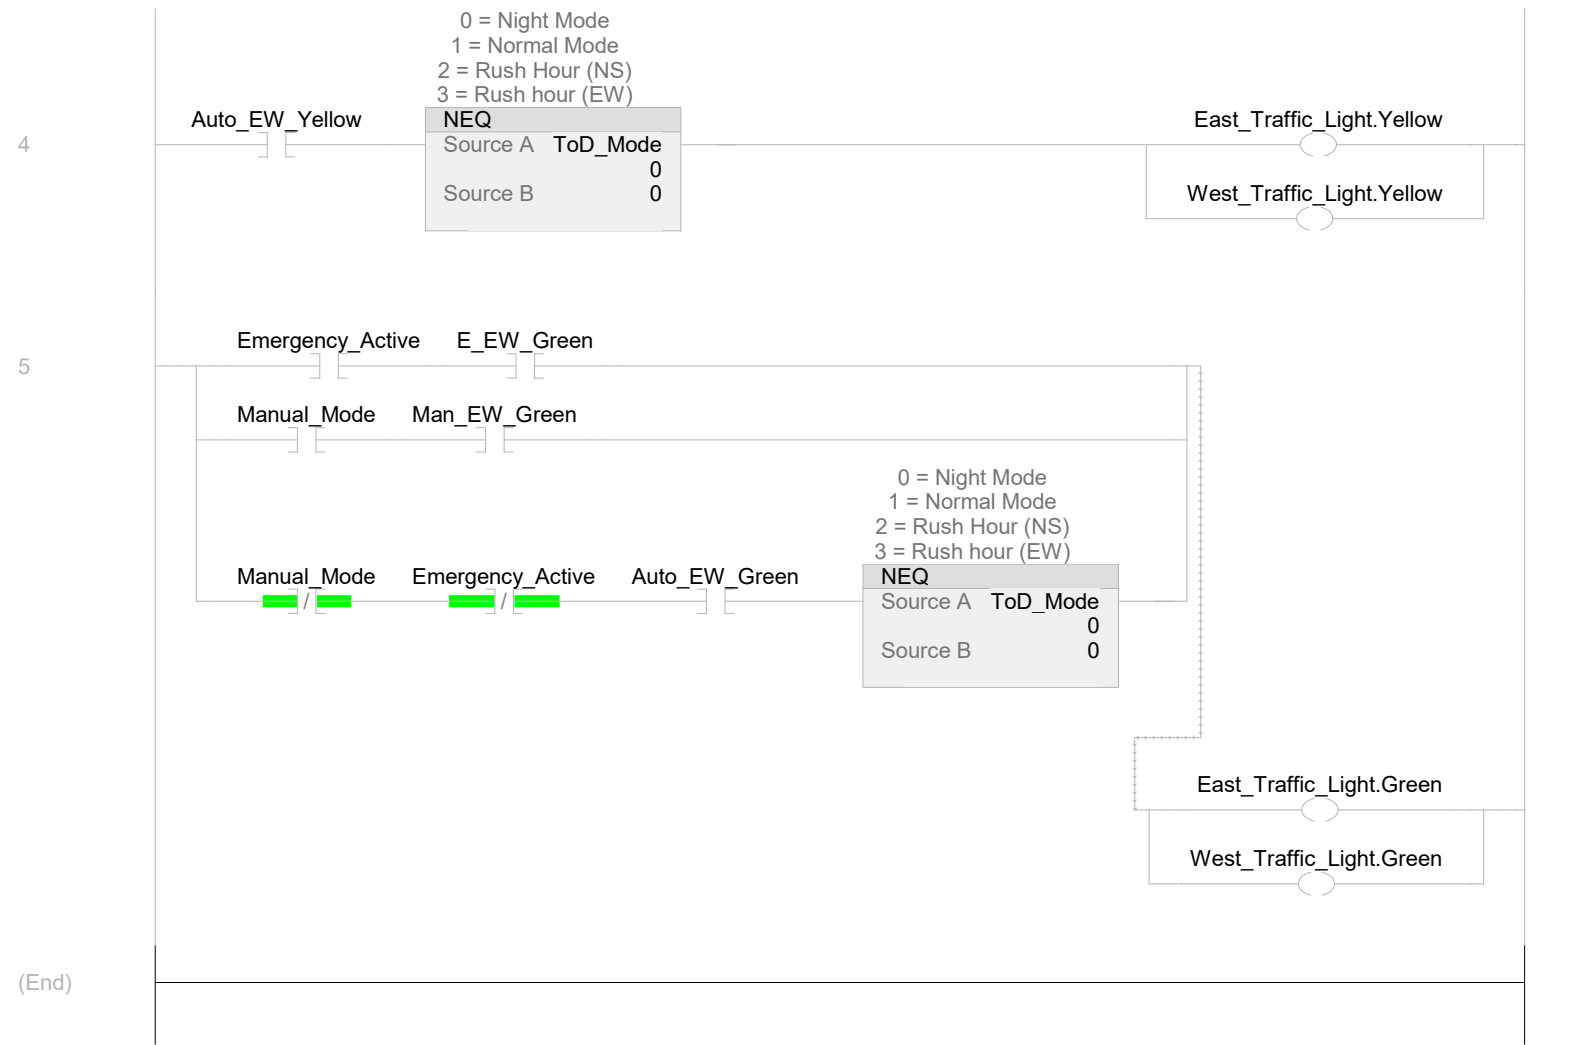 0 = Night Mode
1 = Normal Mode
2 = Rush Hour (NS)
3 = Rush hour (EW)
Auto_EW_Yellow
NEQ
East_Traffic_Light.Yellow
4
Source A ToD_Mode
0
Source B 0
West_Traffic_Light.Yellow
Emergency_Active E_EW_Green
5
Manual_Mode Man_EW_Green
0 = Night Mode
1 = Normal Mode
2 = Rush Hour (NS)
3 = Rush hour (EW)
Manual_Mode Emergency_Active Auto_EW_Green
NEQ
/ /
Source A ToD_Mode
0
Source B 0
East_Traffic_Light.Green
West_Traffic_Light.Green
(End)